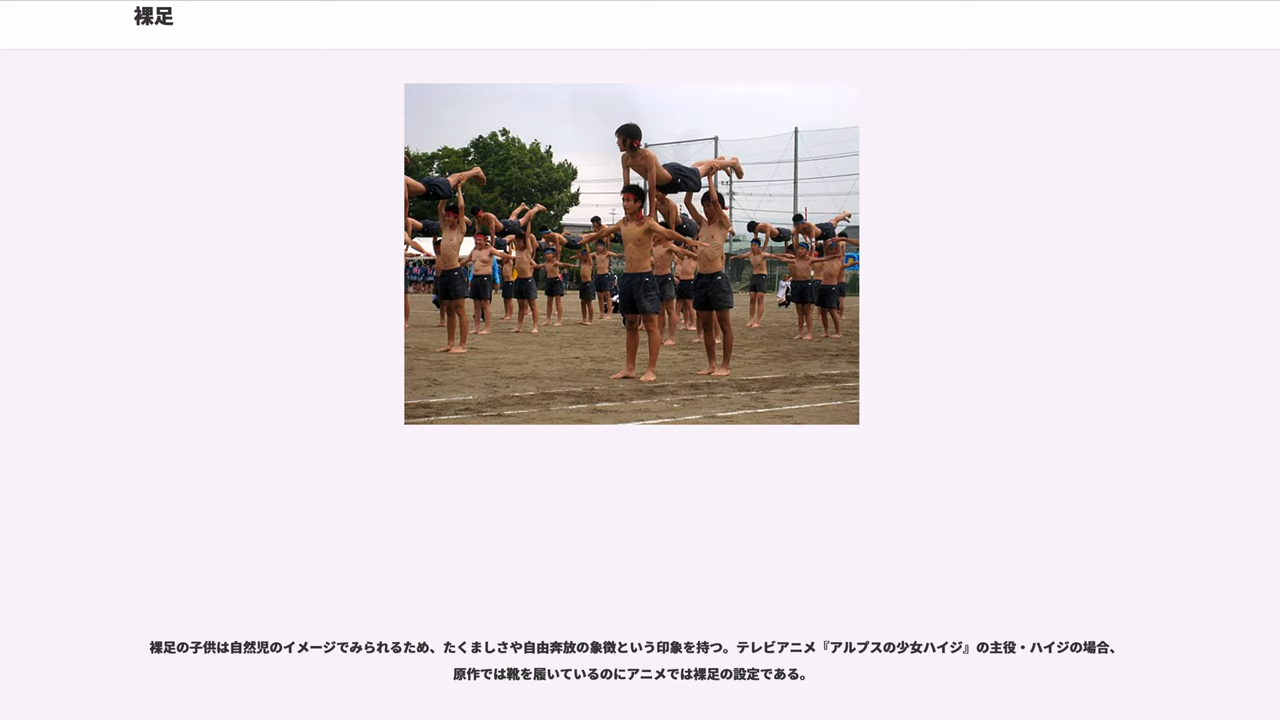 裸足
裸足の子供は自然児のイメージでみられるため、たくましさや自由奔放の象徴という印象を持つ。テレビアニメ『アルプスの少女ハイジ』の主役・ハイジの場合、
原作では靴を履いているのにアニメでは裸足の設定である。